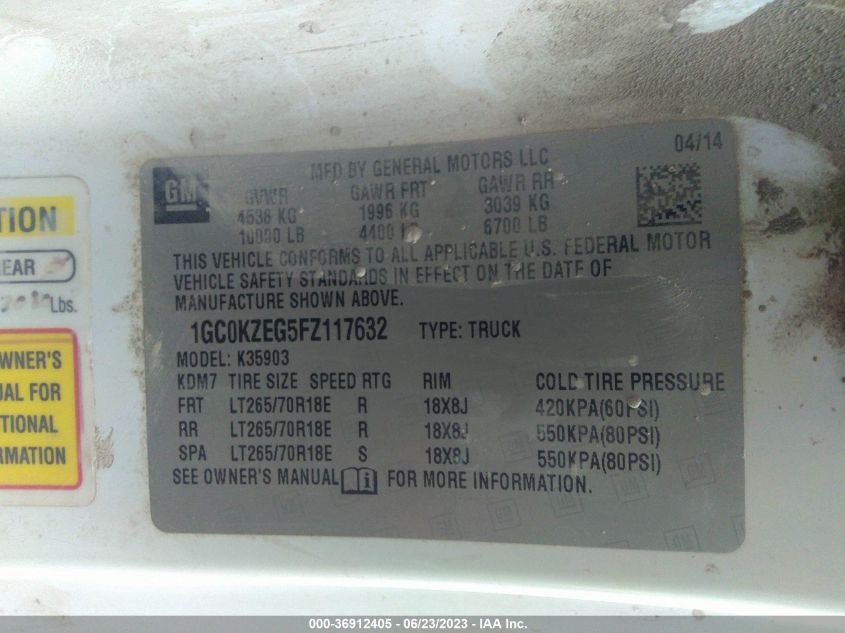 04/14
MFD BY GENERAL MOTORS LLC
GM
GVWR GAWR FRT GAWR RR
4536 KG 1996 KG 3039 KG
10000 LB 4400 LB 6700 LB
THIS VEHICLE CONFORMS TO ALL APPLICABLE U.S. FEDERAL MOTOR
VEHICLE SAFETY STANDARDS IN EFFECT ON THE DATE OF
MANUFACTURE SHOWN ABOVE.
1GC0KZEG5FZ117632 TYPE: TRUCK
MODEL: K35903
KDM7 TIRE SIZE SPEED RTG RIM COLD TIRE PRESSURE
FRT LT265/70R18E R 18X8J 420KPA(60PSI)
RR LT265/70R18E R 18X8J 550KPA(80PSI)
SPA LT265/70R18E S 18X8J 550KPA(80PSI)
SEE OWNER'S MANUAL FOR MORE INFORMATION.
TION
EAR
Lbs.
OWNER'S
UAL FOR
TIONAL
RMATION
000-36912405 - 06/23/2023 - IAA Inc.